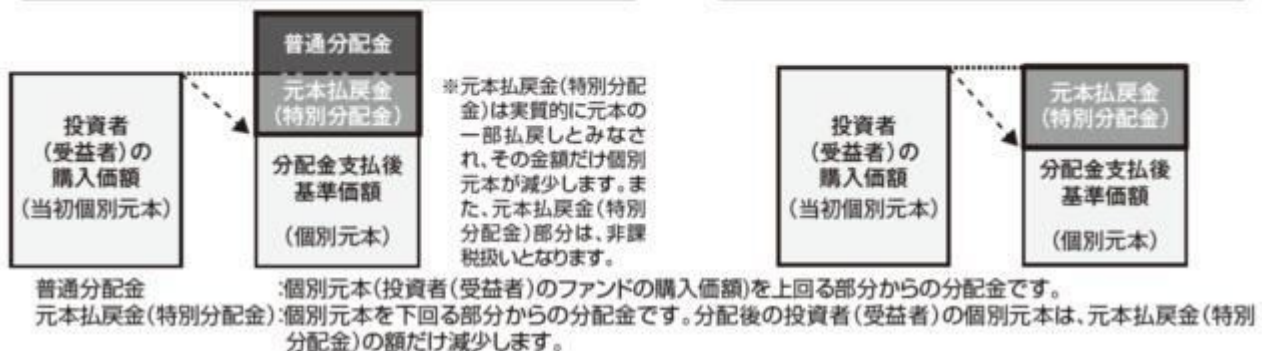 普通分配金
元本払戻金
(特別分配金)
投資者
(受益者)の
購入価額
(当初個別元本)
分配金支払後
基準価額
(個別元本)
※元本払戻金(特別分配
金)は実質的に元本の
一部払戻しとみなさ
れ、その金額だけ個別
元本が減少します。ま
た、元本払戻金(特別
分配金)部分は、非課
税扱いとなります。
投資者
(受益者)の
購入価額
(当初個別元本)
元本払戻金
(特別分配金)
分配金支払後
基準価額
(個別元本)
普通分配金 :個別元本(投資者(受益者)のファンドの購入価額)を上回る部分からの分配金です。
元本払戻金(特別分配金):個別元本を下回る部分からの分配金です。分配後の投資者(受益者)の個別元本は、元本払戻金(特別
分配金)の額だけ減少します。